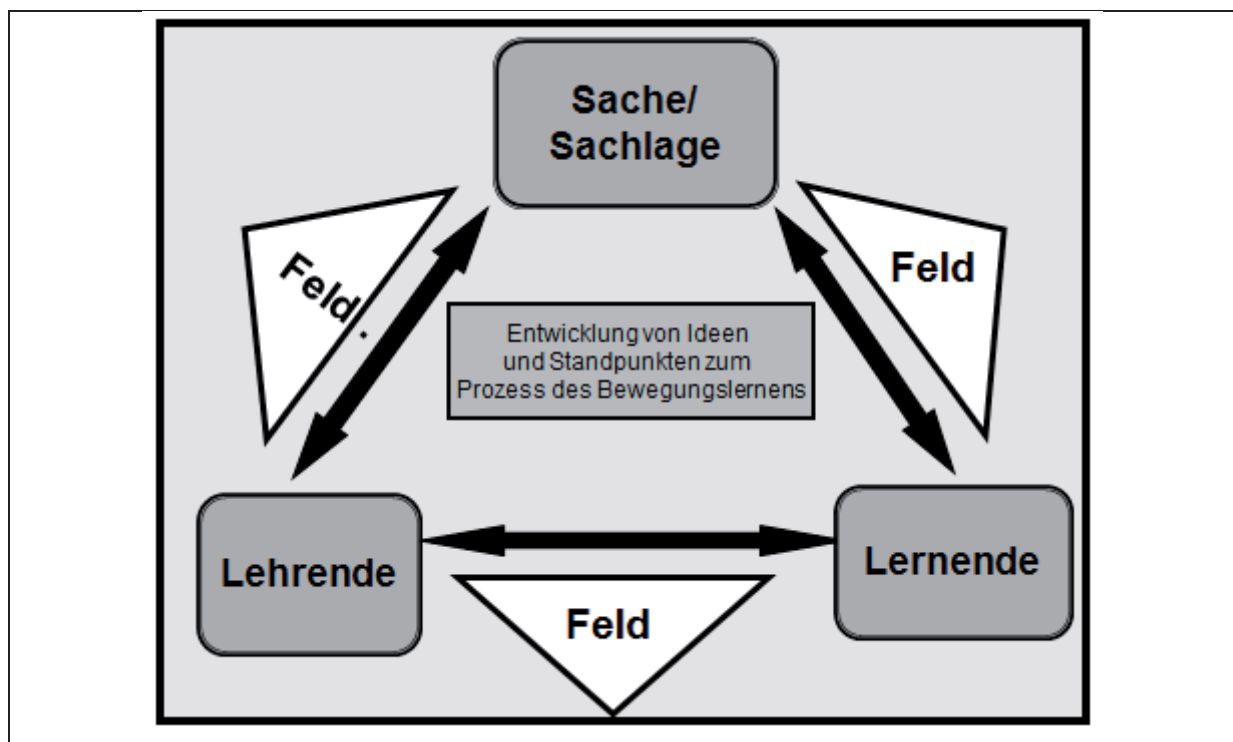 Sache/
Sachlage
Feld .
Feld
Entwicklung von Ideen
und Standpunkten zum
Prozess des Bewegungslernens
Lehrende
Lernende
Feld